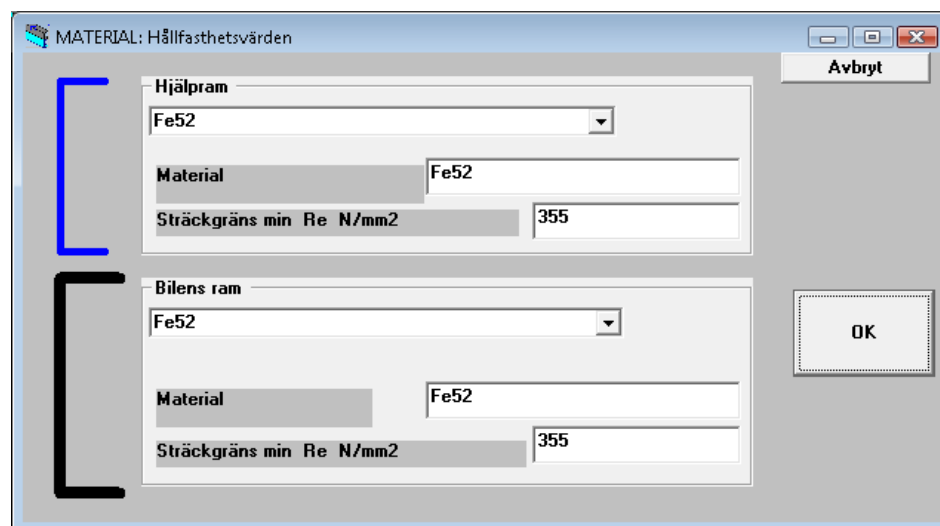 MATERIAL: Hållfasthetsvärden
Avbryt
Hjälpram
Fe52
Material Fe52
Sträckgräns min Re N/mm2 355
Bilens ram
Fe52
OK
Material Fe52
Sträckgräns min Re N/mm2 355